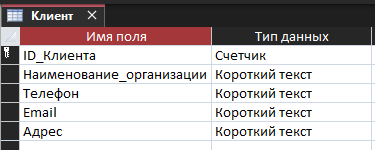 Клиент
Имя поля Тип данных
ID_Клиента Счетчик
Наименование_организации Короткий текст
Телефон Короткий текст
Email Короткий текст
Адрес Короткий текст